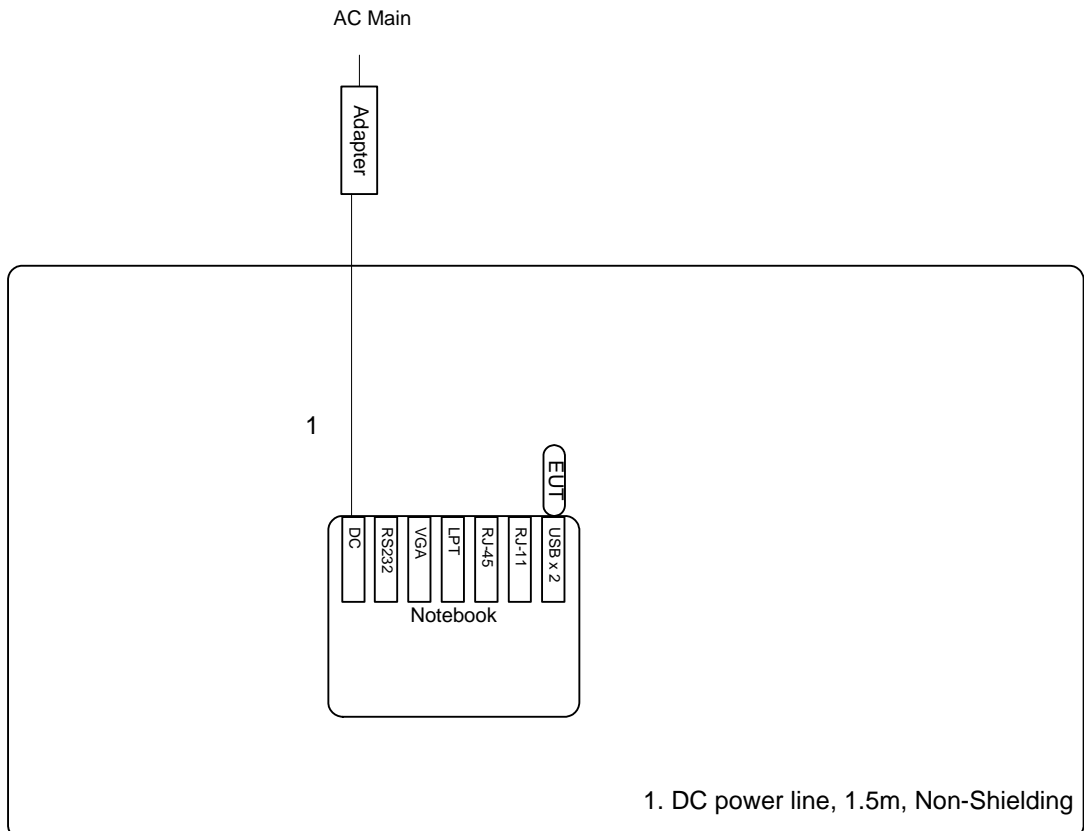 AC Main
Adapter
1
EUT
DC
RS232
VGA
LPT
RJ-45
RJ-11
USB x 2
Notebook
1. DC power line, 1.5m, Non-Shielding